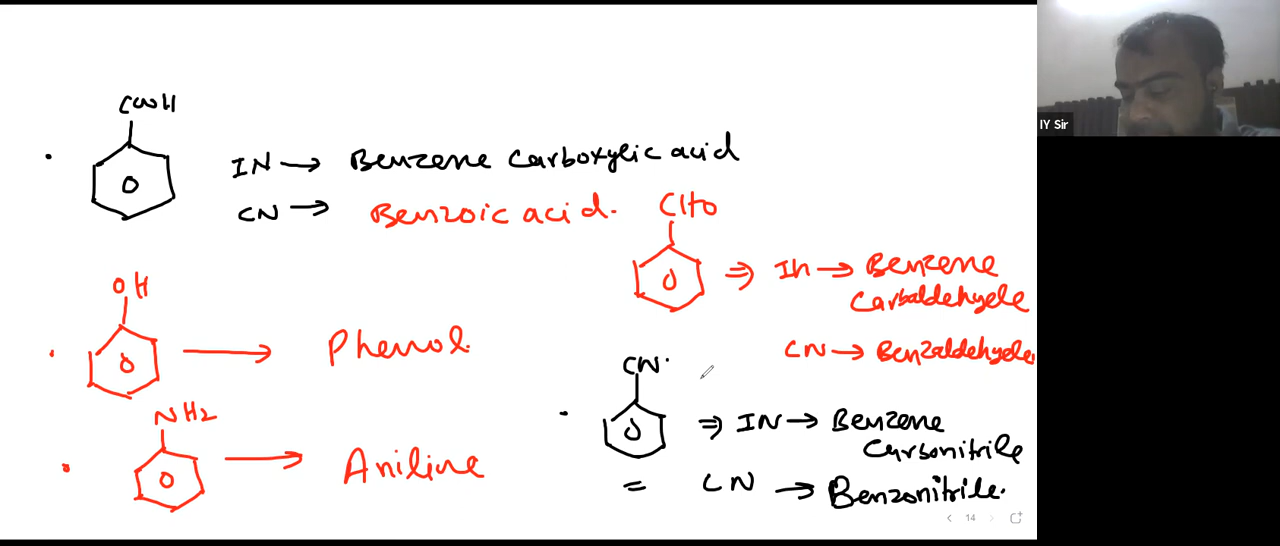 COOH
IN → Benzene Carboxylic acid
CN → Benzoic acid.
CHO
⇒ IN → Benzene
Carbaldehyde
CN → Benzaldehyde
OH
→ Phenol
CN
⇒ IN → Benzene
Carbonitrile
= CN → Benzonitrile.
NH2
→ Aniline
IY Sir
14